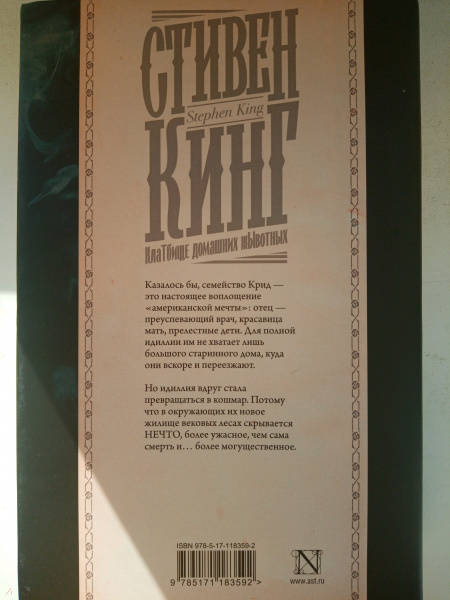 СТИВЕН
Stephen King
КИНГ
КлаТбище домашних жЫвотных
Казалось бы, семейство Крид —
это настоящее воплощение
«американской мечты»: отец —
преуспевающий врач, красавица
мать, прелестные дети. Для полной
идиллии им не хватает лишь
большого старинного дома, куда
они вскоре и переезжают.
Но идиллия вдруг стала
превращаться в кошмар. Потому
что в окружающих их новое
жилище вековых лесах скрывается
НЕЧТО, более ужасное, чем сама
смерть и… более могущественное.
ISBN 978-5-17-118359-2
9 785171 183592 >
N
www.ast.ru